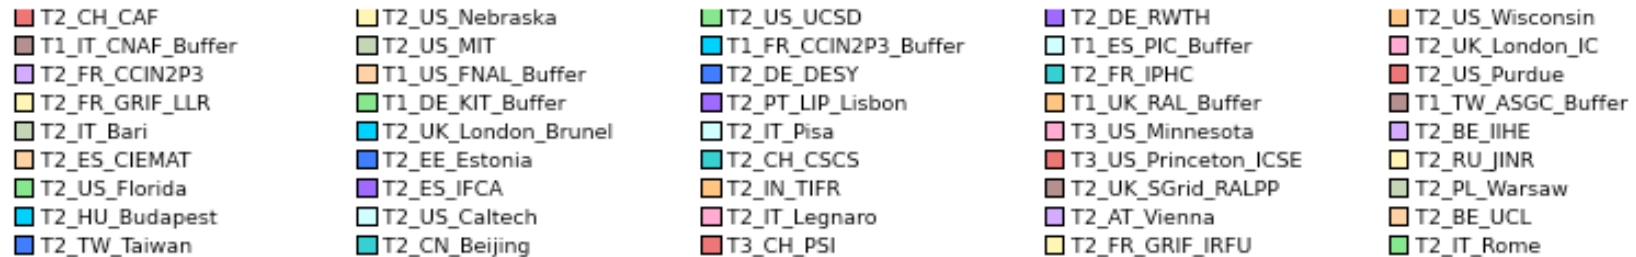 T2_CH_CAF T2_US_Nebraska T2_US_UCSD T2_DE_RWTH T2_US_Wisconsin
T1_IT_CNAF_Buffer T2_US_MIT T1_FR_CCIN2P3_Buffer T1_ES_PIC_Buffer T2_UK_London_IC
T2_FR_CCIN2P3 T1_US_FNAL_Buffer T2_DE_DESY T2_FR_IPHC T2_US_Purdue
T2_FR_GRIF_LLR T1_DE_KIT_Buffer T2_PT_LIP_Lisbon T1_UK_RAL_Buffer T1_TW_ASGC_Buffer
T2_IT_Bari T2_UK_London_Brunel T2_IT_Pisa T3_US_Minnesota T2_BE_IIHE
T2_ES_CIEMAT T2_EE_Estonia T2_CH_CSCS T3_US_Princeton_ICSE T2_RU_JINR
T2_US_Florida T2_ES_IFCA T2_IN_TIFR T2_UK_SGrid_RALPP T2_PL_Warsaw
T2_HU_Budapest T2_US_Caltech T2_IT_Legnaro T2_AT_Vienna T2_BE_UCL
T2_TW_Taiwan T2_CN_Beijing T3_CH_PSI T2_FR_GRIF_IRFU T2_IT_Rome